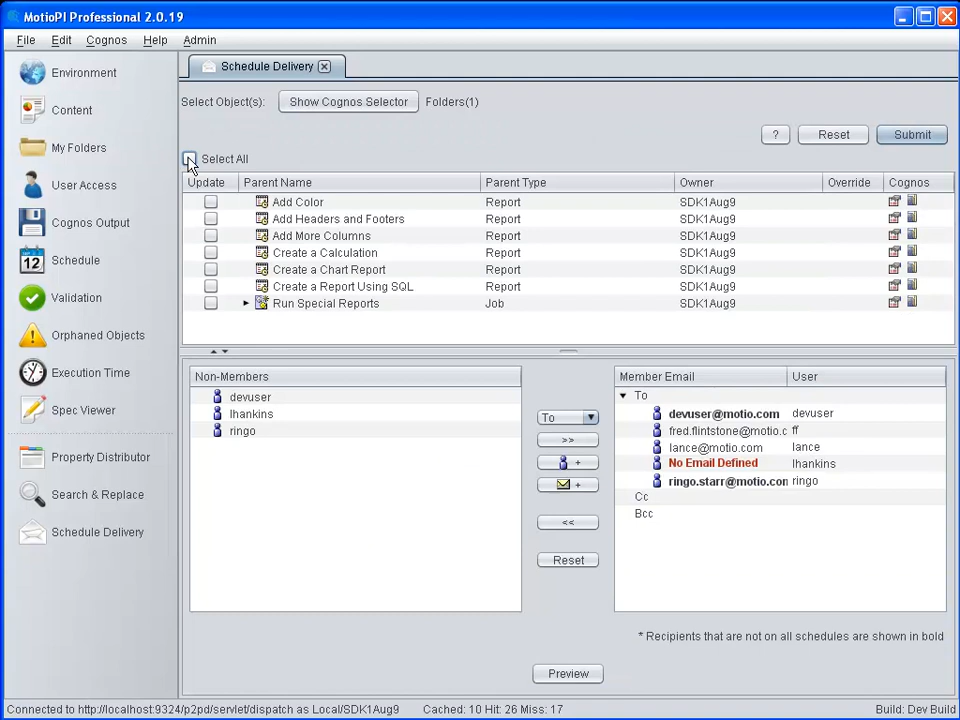 MotioPI Professional 2.0.19
File Edit Cognos Help Admin
Environment
Content
My Folders
User Access
Cognos Output
12 Schedule
Validation
Orphaned Objects
Execution Time
Spec Viewer
Property Distributor
Search & Replace
Schedule Delivery
Schedule Delivery
Select Object(s): Show Cognos Selector Folders(1)
? Reset Submit
Select All
Update Parent Name Parent Type Owner Override Cognos
Add Color Report SDK1Aug9
Add Headers and Footers Report SDK1Aug9
Add More Columns Report SDK1Aug9
Create a Calculation Report SDK1Aug9
Create a Chart Report Report SDK1Aug9
Create a Report Using SQL Report SDK1Aug9
Run Special Reports Job SDK1Aug9
Non-Members
devuser
lhankins
ringo
To
>>
+
+
<<
Reset
Member Email User
To
devuser@motio.com devuser
fred.flintstone@motio.c ff
lance@motio.com lance
No Email Defined lhankins
ringo.starr@motio.con ringo
Cc
Bcc
* Recipients that are not on all schedules are shown in bold
Preview
Connected to http://localhost:9324/p2pd/servlet/dispatch as Local/SDK1Aug9 Cached: 10 Hit: 26 Miss: 17 Build: Dev Build